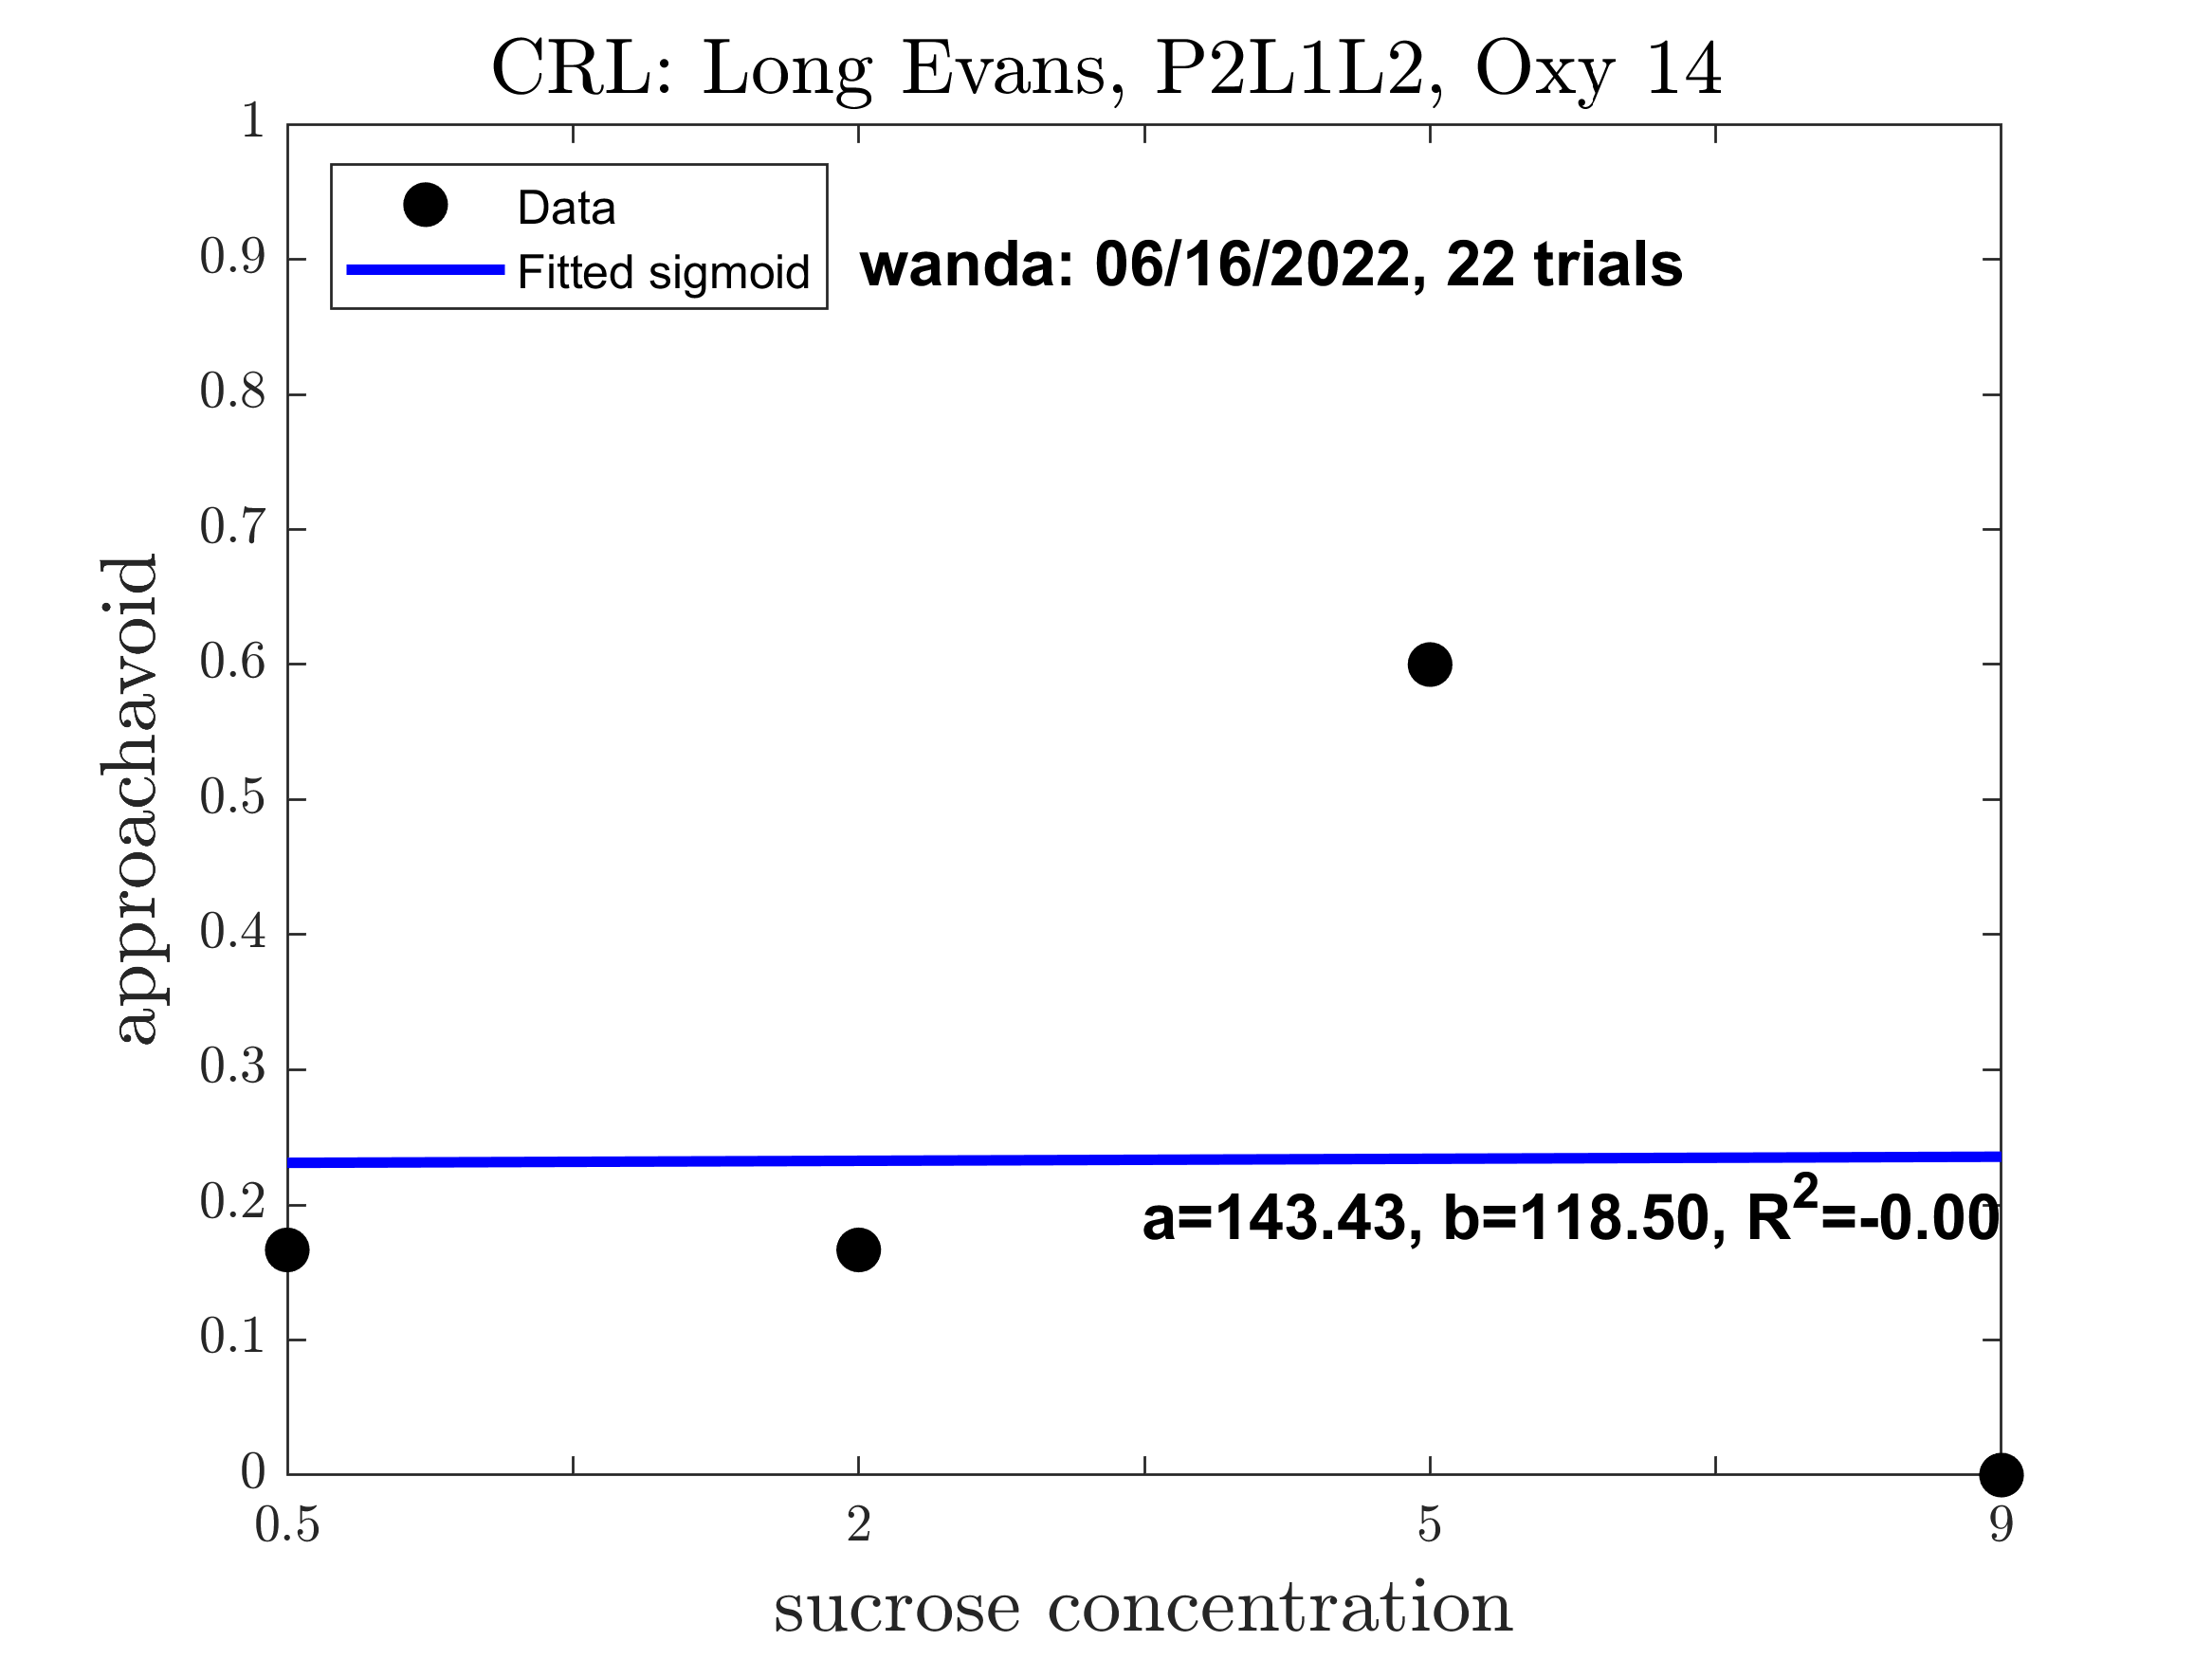 CRL: Long Evans, P2L1L2, Oxy 14
1
Data
Fitted sigmoid
wanda: 06/16/2022, 22 trials
0.9
0.8
0.7
0.6
0.5
0.4
0.3
0.2
0.1
0
approachavoid
a=143.43, b=118.50, R²=-0.00
0.5 2 5 9
sucrose concentration